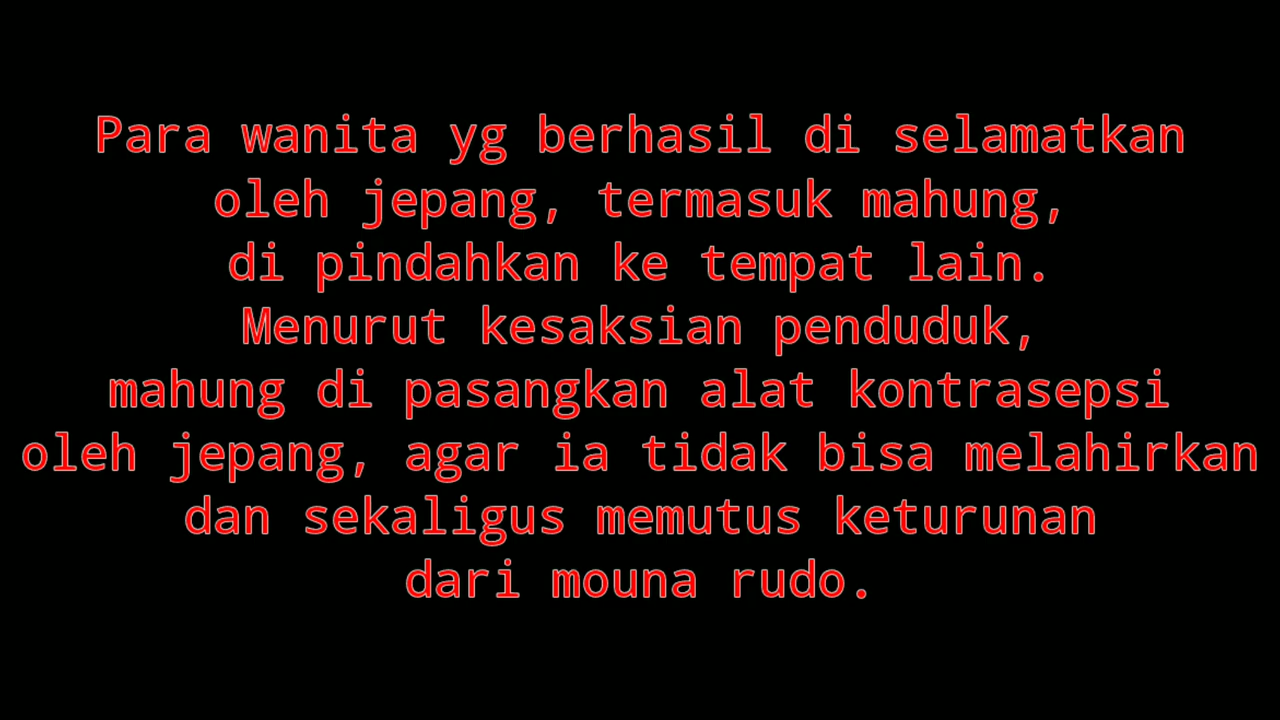 Para wanita yg berhasil di selamatkan
oleh jepang, termasuk mahung,
di pindahkan ke tempat lain.
Menurut kesaksian penduduk,
mahung di pasangkan alat kontrasepsi
oleh jepang, agar ia tidak bisa melahirkan
dan sekaligus memutus keturunan
dari mouna rudo.